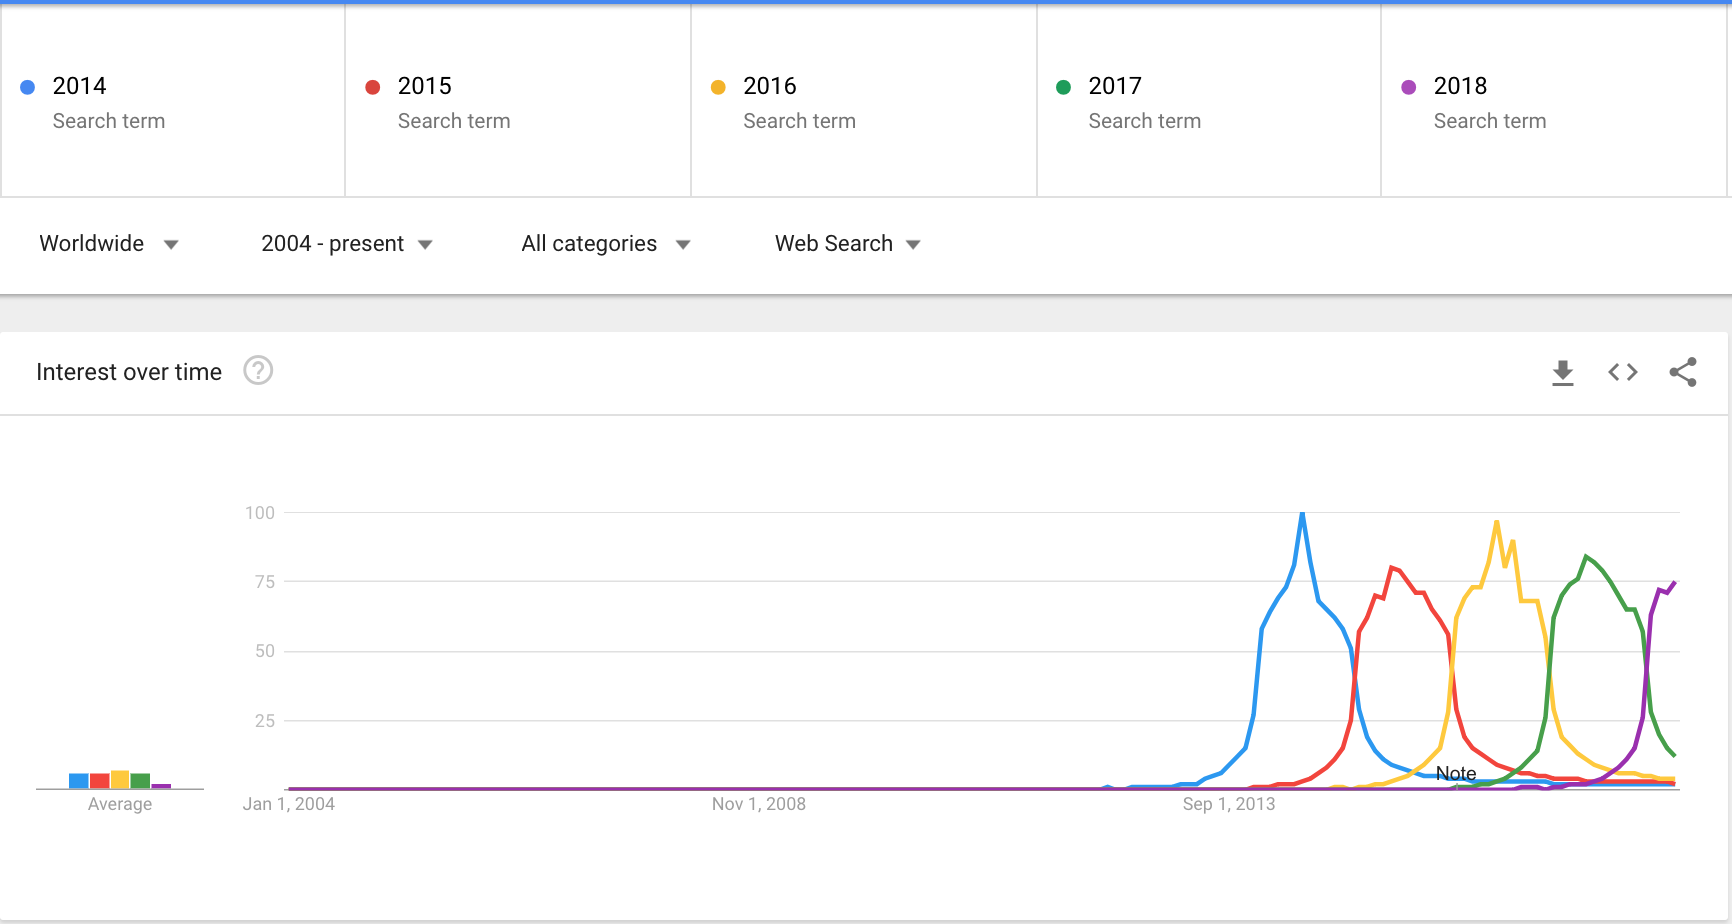 2014 2015 2016 2017 2018
Search term Search term Search term Search term Search term
Worldwide 2004 - present All categories Web Search
Interest over time ?
100
75
50
25
Note
Average Jan 1, 2004 Nov 1, 2008 Sep 1, 2013